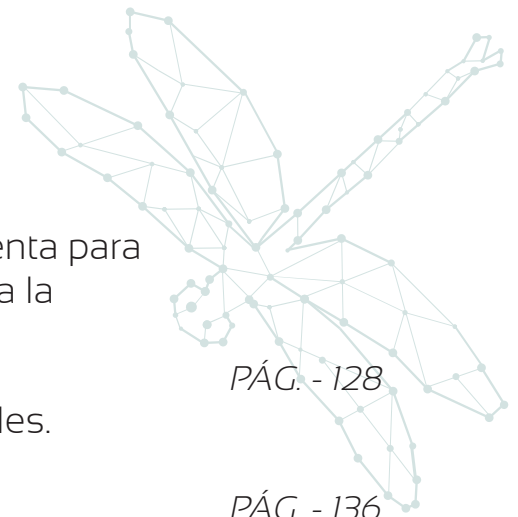 enta para
a la
PÁG. - 128
les.
PÁG. - 136